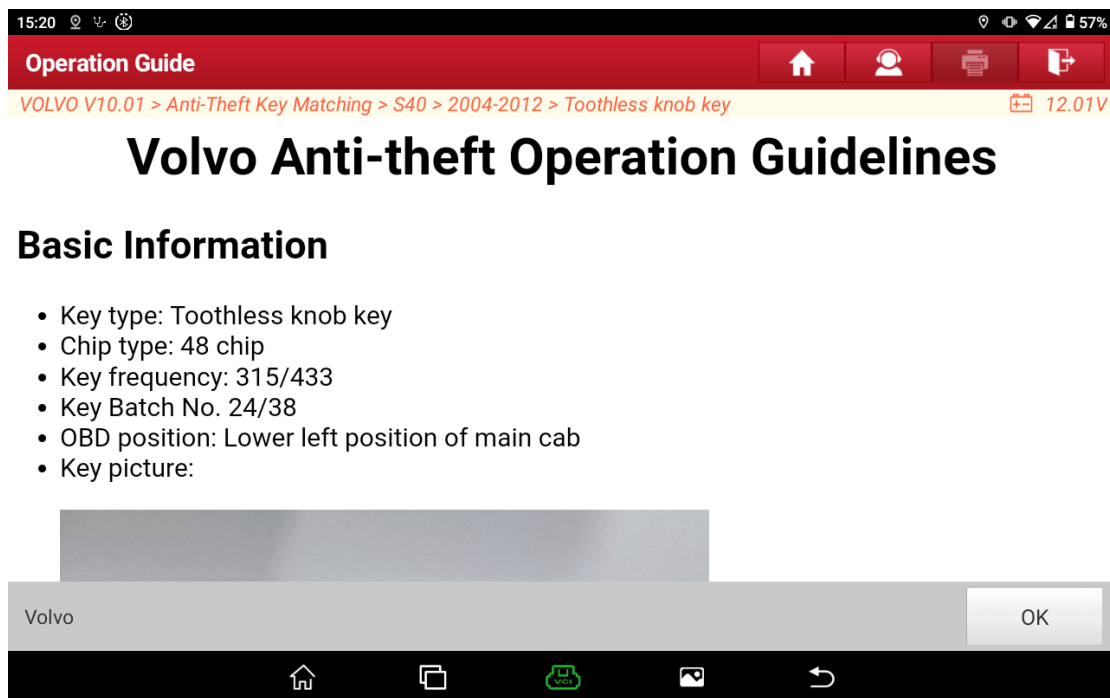 15:20 57%
Operation Guide
VOLVO V10.01 > Anti-Theft Key Matching > S40 > 2004-2012 > Toothless knob key 12.01V
Volvo Anti-theft Operation Guidelines
Basic Information
• Key type: Toothless knob key
• Chip type: 48 chip
• Key frequency: 315/433
• Key Batch No. 24/38
• OBD position: Lower left position of main cab
• Key picture:
Volvo OK
VCI